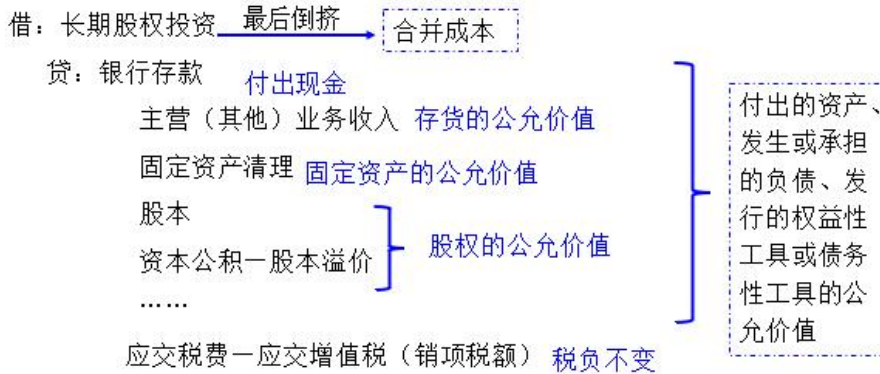 借：长期股权投资 最后倒挤 合并成本
贷：银行存款 付出现金
主营（其他）业务收入 存货的公允价值
固定资产清理 固定资产的公允价值
股本
资本公积—股本溢价
股权的公允价值
……
应交税费—应交增值税（销项税额） 税负不变
付出的资产、
发生或承担
的负债、发
行的权益性
工具或债务
性工具的公
允价值